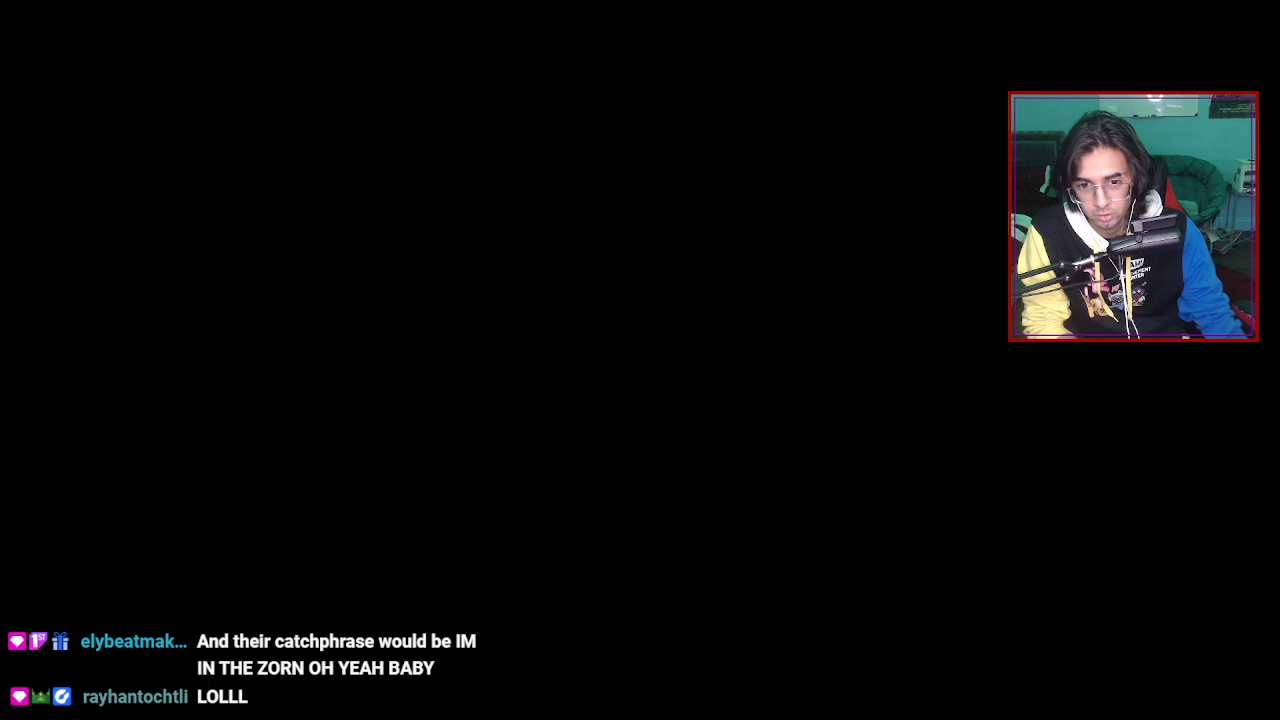 elybeatmak... And their catchphrase would be IM
IN THE ZORN OH YEAH BABY
rayhantochtli LOLLL